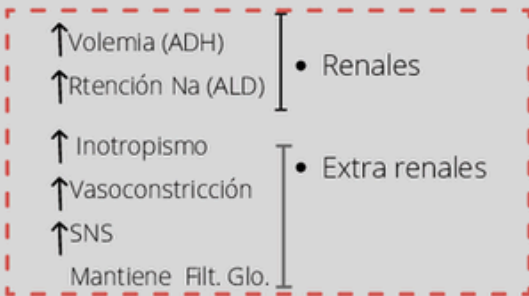 ↑Volemia (ADH)
• Renales
↑Rtención Na (ALD)
↑ Inotropismo
• Extra renales
↑Vasoconstricción
↑SNS
Mantiene Filt. Glo.